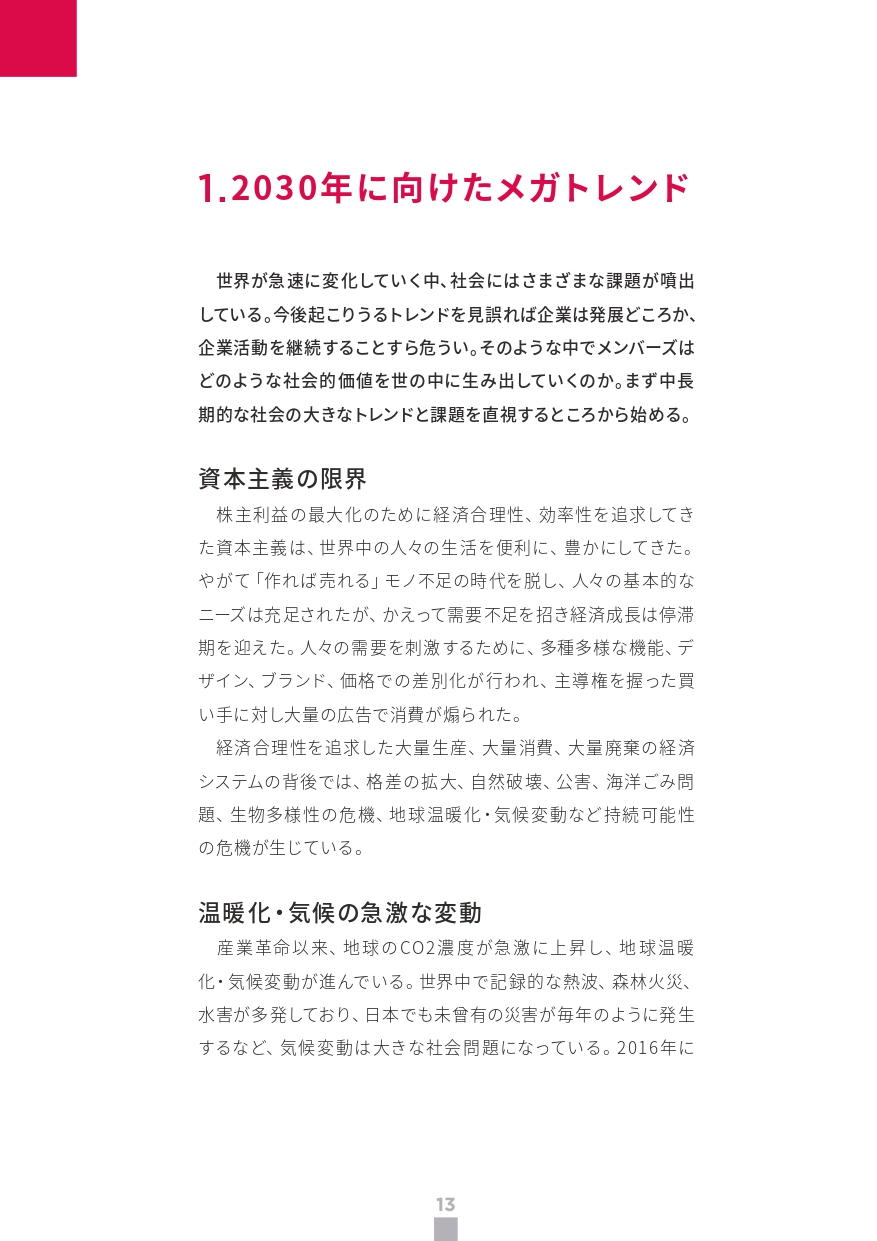 1.2030年に向けたメガトレンド
世界が急速に変化していく中、社会にはさまざまな課題が噴出
している。今後起こりうるトレンドを見誤れば企業は発展どころか、
企業活動を継続することすら危うい。そのような中でメンバーズは
どのような社会的価値を世の中に生み出していくのか。まず中長
期的な社会の大きなトレンドと課題を直視するところから始める。
資本主義の限界
株主利益の最大化のために経済合理性、効率性を追求してき
た資本主義は、世界中の人々の生活を便利に、豊かにしてきた。
やがて「作れば売れる」モノ不足の時代を脱し、人々の基本的な
ニーズは充足されたが、かえって需要不足を招き経済成長は停滞
期を迎えた。人々の需要を刺激するために、多種多様な機能、デ
ザイン、ブランド、価格での差別化が行われ、主導権を握った買
い手に対し大量の広告で消費が煽られた。
経済合理性を追求した大量生産、大量消費、大量廃棄の経済
システムの背後では、格差の拡大、自然破壊、公害、海洋ごみ問
題、生物多様性の危機、地球温暖化・気候変動など持続可能性
の危機が生じている。
温暖化・気候の急激な変動
産業革命以来、地球のCO2濃度が急激に上昇し、地球温暖
化・気候変動が進んでいる。世界中で記録的な熱波、森林火災、
水害が多発しており、日本でも未曾有の災害が毎年のように発生
するなど、気候変動は大きな社会問題になっている。2016年に
13